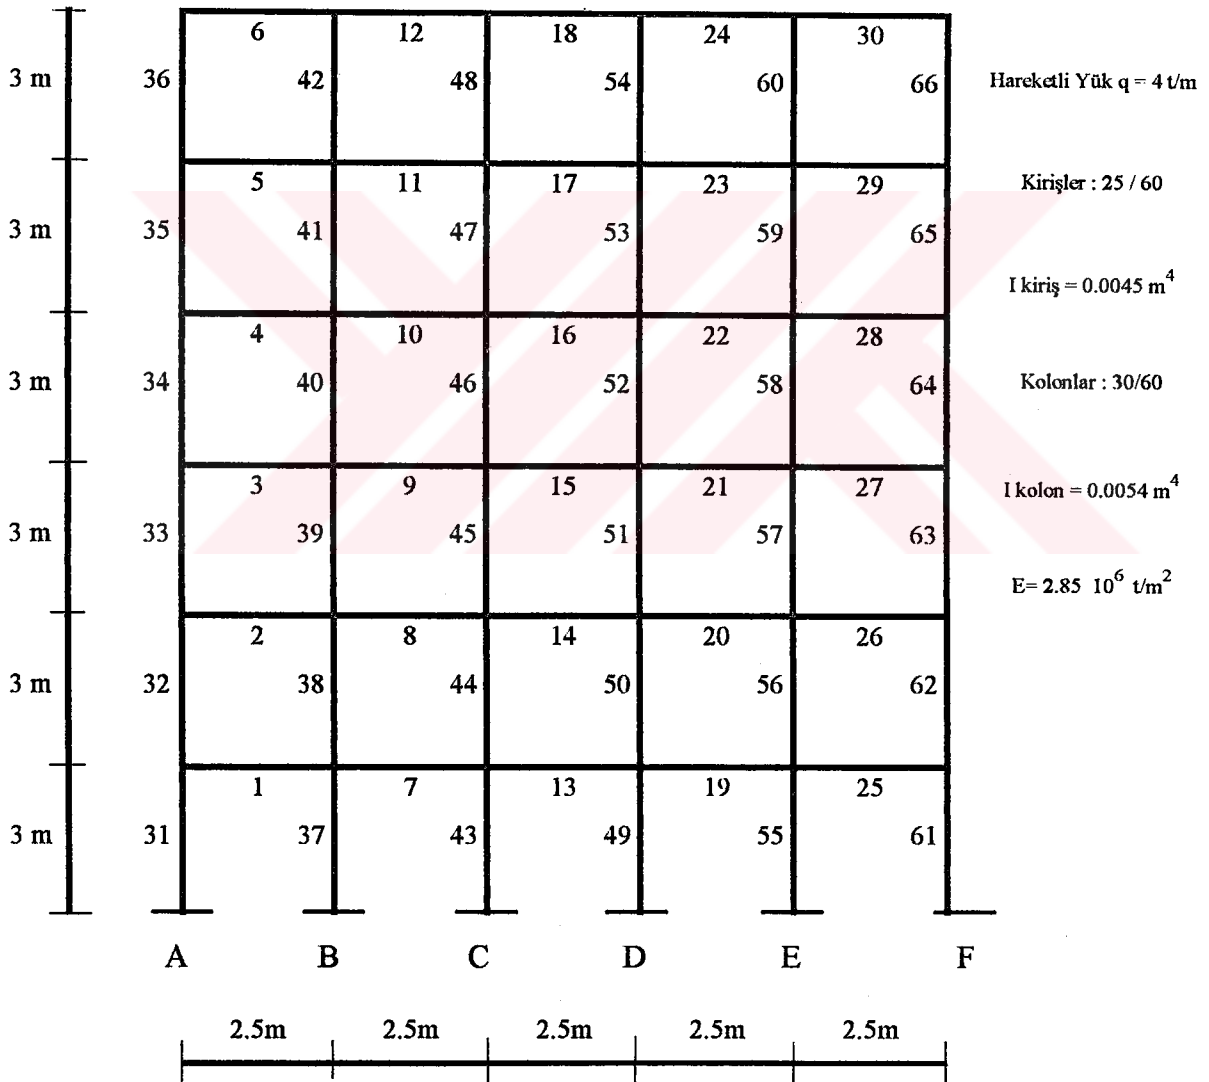 6 12 18 24 30
3 m 36 42 48 54 60 66 Hareketli Yük q = 4 t/m
5 11 17 23 29 Kirişler : 25 / 60
3 m 35 41 47 53 59 65
I kiriş = 0.0045 m⁴
4 10 16 22 28
3 m 34 40 46 52 58 64 Kolonlar : 30/60
3 9 15 21 27 I kolon = 0.0054 m⁴
3 m 33 39 45 51 57 63
E= 2.85 10⁶ t/m²
2 8 14 20 26
3 m 32 38 44 50 56 62
1 7 13 19 25
3 m 31 37 43 49 55 61
A B C D E F
2.5m 2.5m 2.5m 2.5m 2.5m